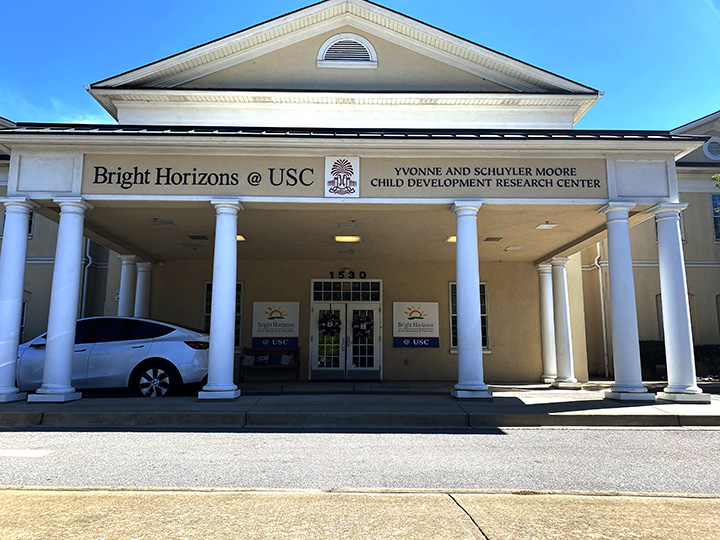 Bright Horizons @ USC
YVONNE AND SCHUYLER MOORE
CHILD DEVELOPMENT RESEARCH CENTER
1530
Bright Horizons
@ USC
Bright Horizons
@ USC